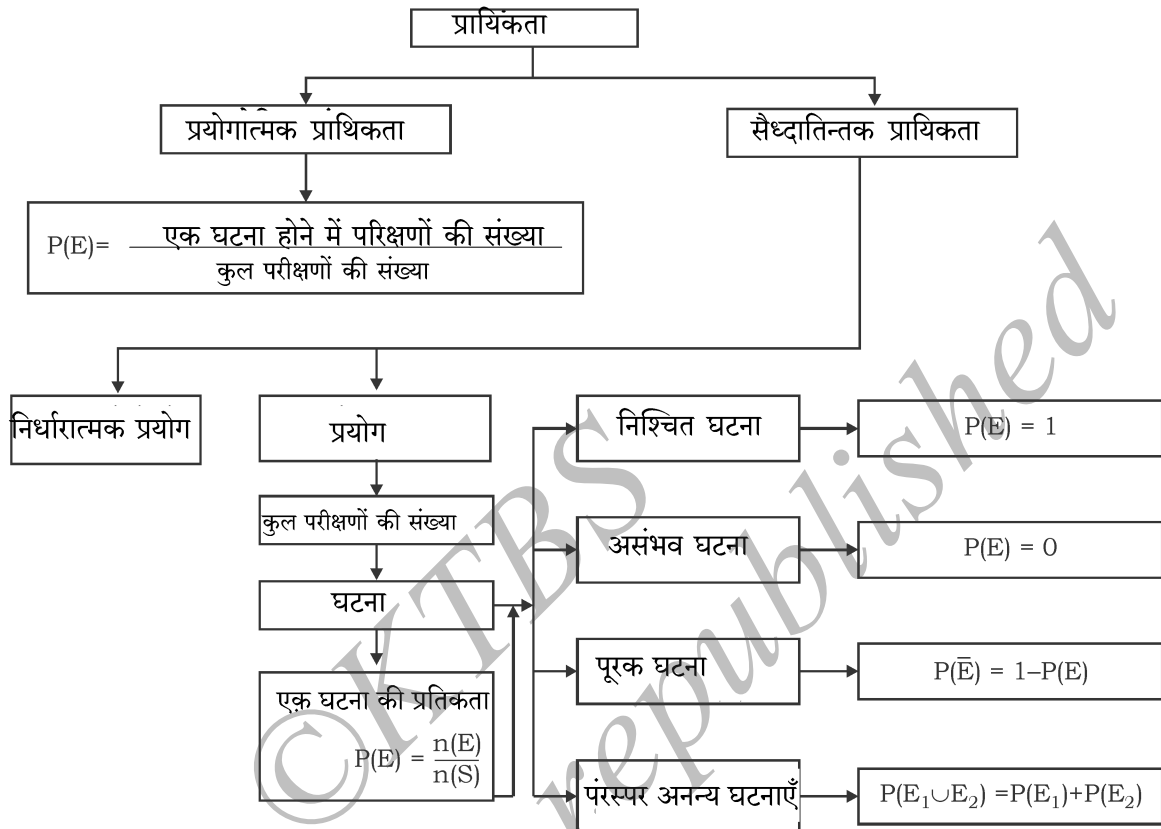 प्रायिंकता
प्रयोगोत्मक प्रांथिकता
सैध्दातिन्तक प्रायिकता
P(E)= एक घटना होने में परिक्षणों की संख्या
कुल परीक्षणों की संख्या
निर्धारात्मक प्रयोग
प्रयोग
निश्चित घटना
P(E) = 1
कुल परीक्षणों की संख्या
असंभव घटना
P(E) = 0
घटना
पूरक घटना
P(E̅) = 1–P(E)
एक़ घटना की प्रतिकता
P(E) = n(E)
n(S)
पंरस्पर अनन्य घटनाएँ
P(E₁∪E₂) =P(E₁)+P(E₂)
©KTBS
republished